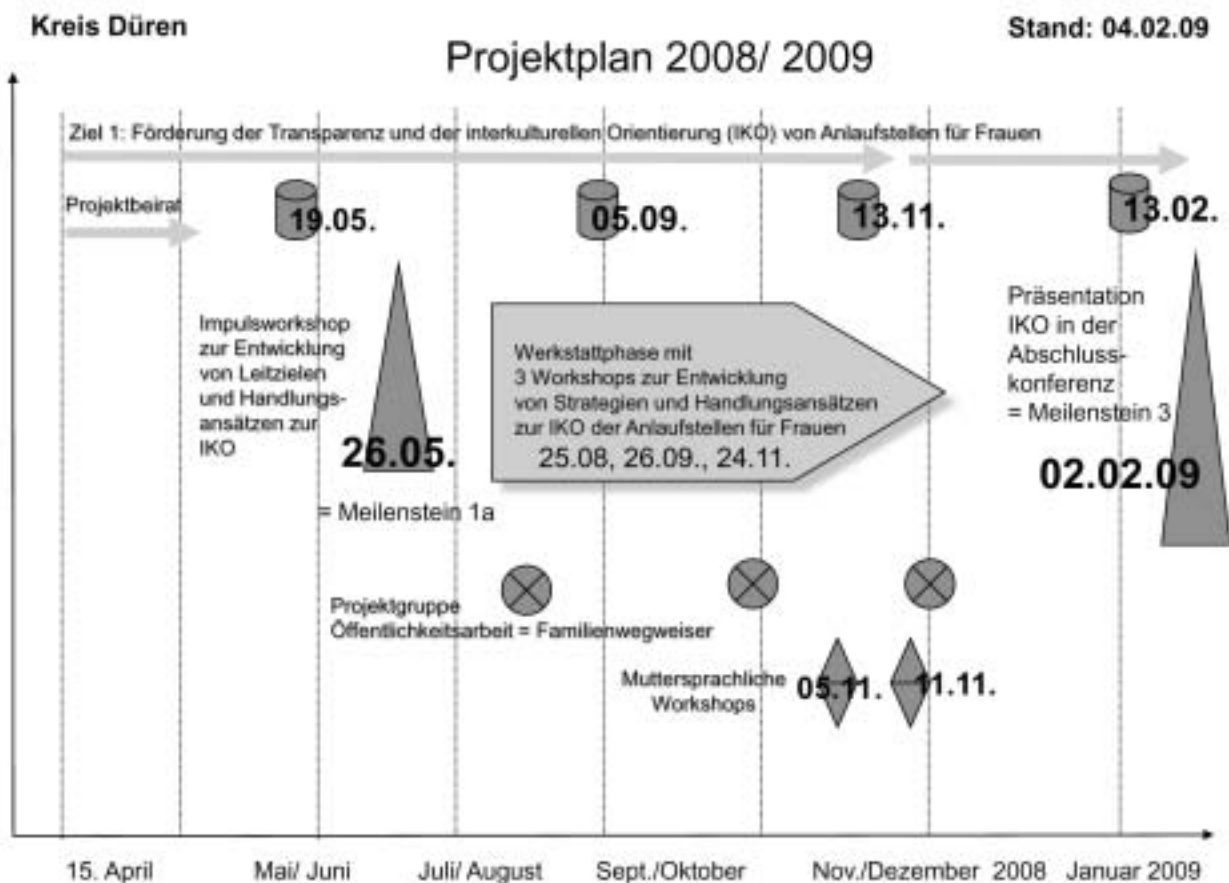 Kreis Düren
Stand: 04.02.09
Projektplan 2008/ 2009
Ziel 1: Förderung der Transparenz und der interkulturellen Orientierung (IKO) von Anlaufstellen für Frauen
Projektbeirat
19.05.
05.09.
13.11.
13.02.
Impulsworkshop
zur Entwicklung
von Leitzielen
und Handlungs-
ansätzen zur
IKO
26.05.
= Meilenstein 1a
Werkstattphase mit
3 Workshops zur Entwicklung
von Strategien und Handlungsansätzen
zur IKO der Anlaufstellen für Frauen
25.08, 26.09., 24.11.
Präsentation
IKO in der
Abschluss-
konferenz
= Meilenstein 3
02.02.09
Projektgruppe
Öffentlichkeitsarbeit = Familienwegweiser
Muttersprachliche
Workshops
05.11.
11.11.
15. April
Mai/ Juni
Juli/ August
Sept./Oktober
Nov./Dezember 2008
Januar 2009